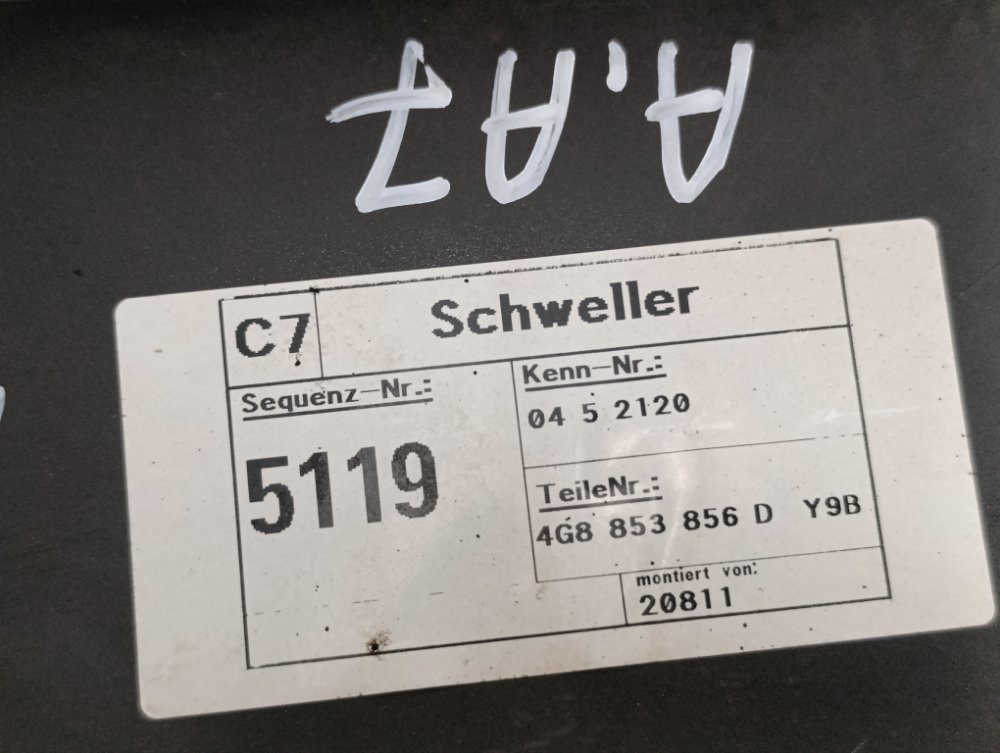 A.A7
C7 Schweller
Sequenz-Nr.:
5119
Kenn-Nr.:
04 5 2120
TeileNr.:
4G8 853 856 D Y9B
montiert von:
20811